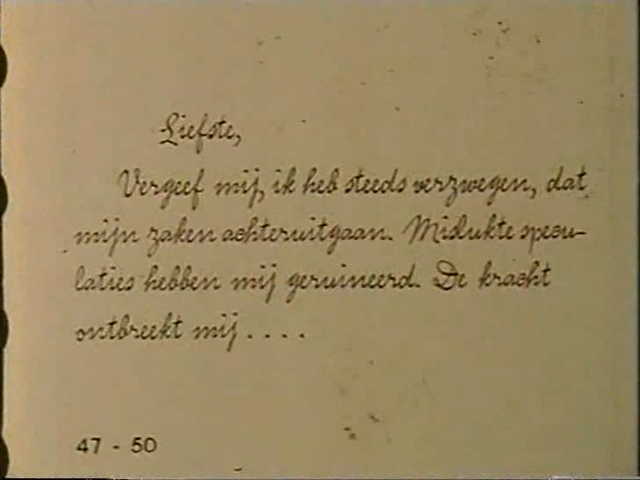 Liefste,
Vergeef mij, ik heb steeds verzwegen, dat
mijn zaken achteruitgaan. Mislukte specu-
laties hebben mij geruineerd. De kracht
ontbreekt mij....
47 - 50